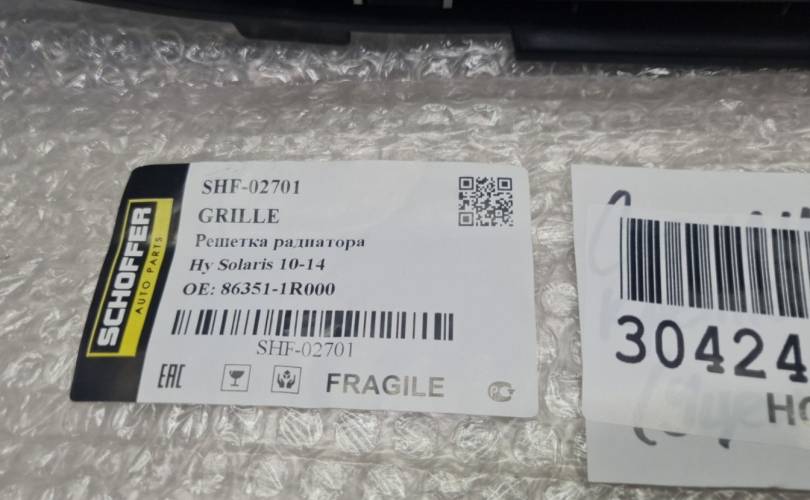 SCHOFFER
AUTO PARTS
SHF-02701
GRILLE
Решетка радиатора
Hy Solaris 10-14
OE: 86351-1R000
SHF-02701
EAC
FRAGILE
30424